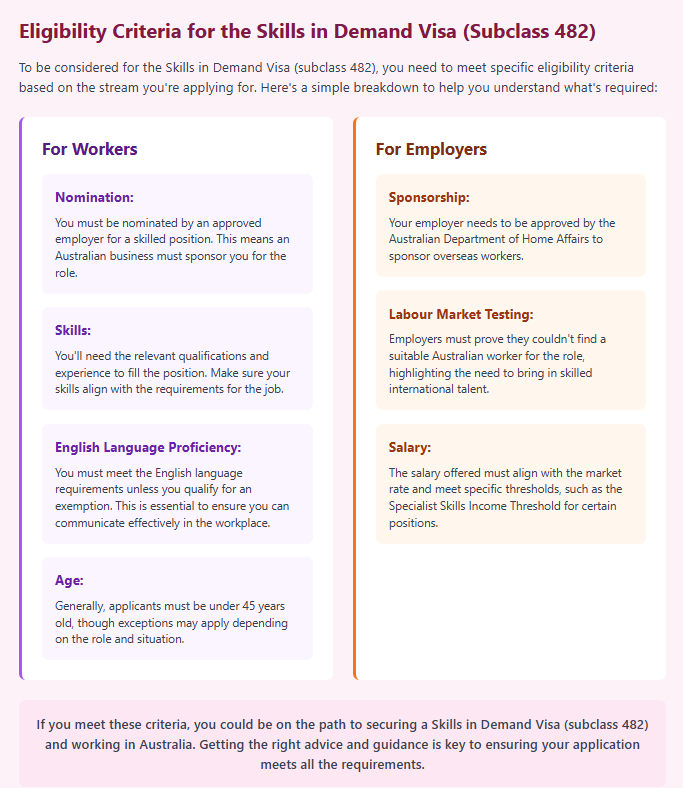 Eligibility Criteria for the Skills in Demand Visa (Subclass 482)
To be considered for the Skills in Demand Visa (subclass 482), you need to meet specific eligibility criteria
based on the stream you're applying for. Here's a simple breakdown to help you understand what's required:
For Workers
Nomination:
You must be nominated by an approved
employer for a skilled position. This means an
Australian business must sponsor you for the
role.
Skills:
You'll need the relevant qualifications and
experience to fill the position. Make sure your
skills align with the requirements for the job.
English Language Proficiency:
You must meet the English language
requirements unless you qualify for an
exemption. This is essential to ensure you can
communicate effectively in the workplace.
Age:
Generally, applicants must be under 45 years
old, though exceptions may apply depending
on the role and situation.
For Employers
Sponsorship:
Your employer needs to be approved by the
Australian Department of Home Affairs to
sponsor overseas workers.
Labour Market Testing:
Employers must prove they couldn't find a
suitable Australian worker for the role,
highlighting the need to bring in skilled
international talent.
Salary:
The salary offered must align with the market
rate and meet specific thresholds, such as the
Specialist Skills Income Threshold for certain
positions.
If you meet these criteria, you could be on the path to securing a Skills in Demand Visa (subclass 482)
and working in Australia. Getting the right advice and guidance is key to ensuring your application
meets all the requirements.